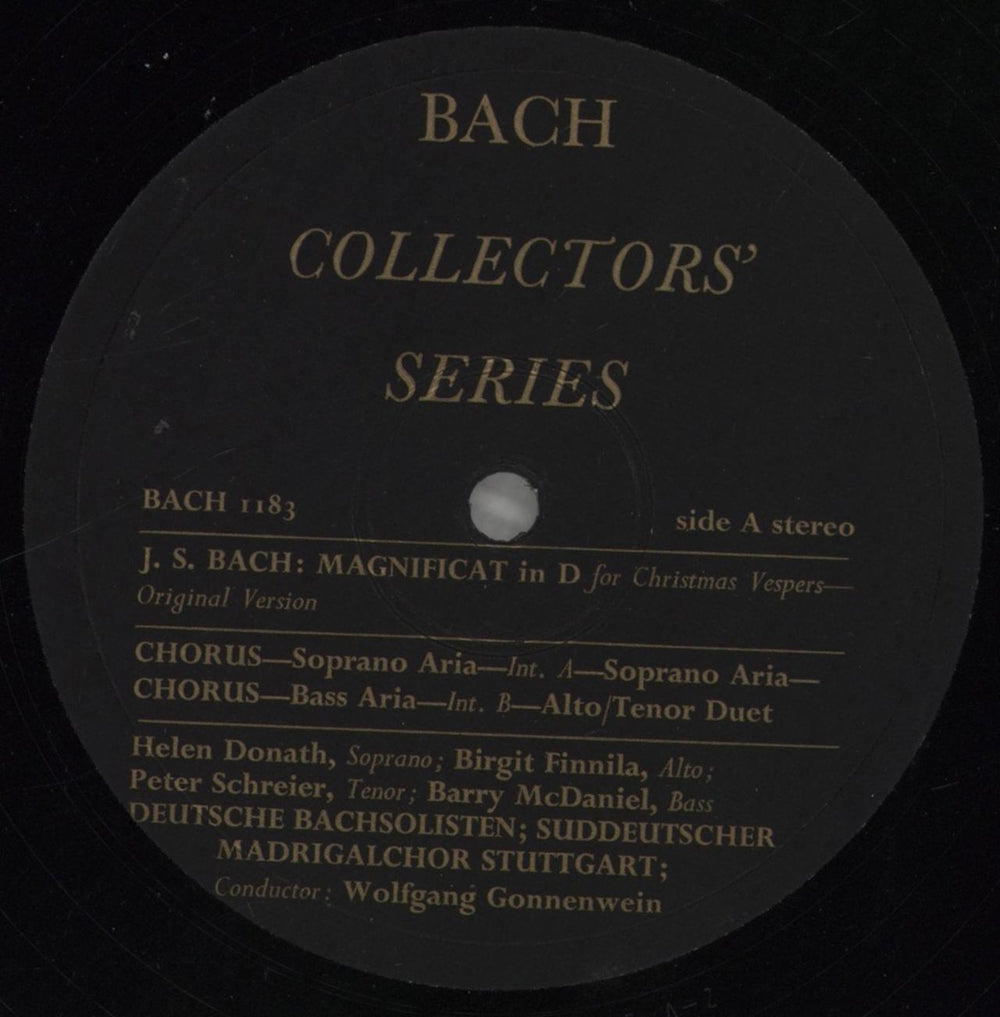 BACH
COLLECTORS’
SERIES
BACH 1183
side A stereo
J. S. BACH: MAGNIFICAT in D for Christmas Vespers—
Original Version
CHORUS—Soprano Aria—Int. A—Soprano Aria—
CHORUS—Bass Aria—Int. B—Alto/Tenor Duet
Helen Donath, Soprano; Birgit Finnila, Alto;
Peter Schreier, Tenor; Barry McDaniel, Bass
DEUTSCHE BACHSOLISTEN; SUDDEUTSCHER
MADRIGALCHOR STUTTGART;
Conductor: Wolfgang Gonnenwein